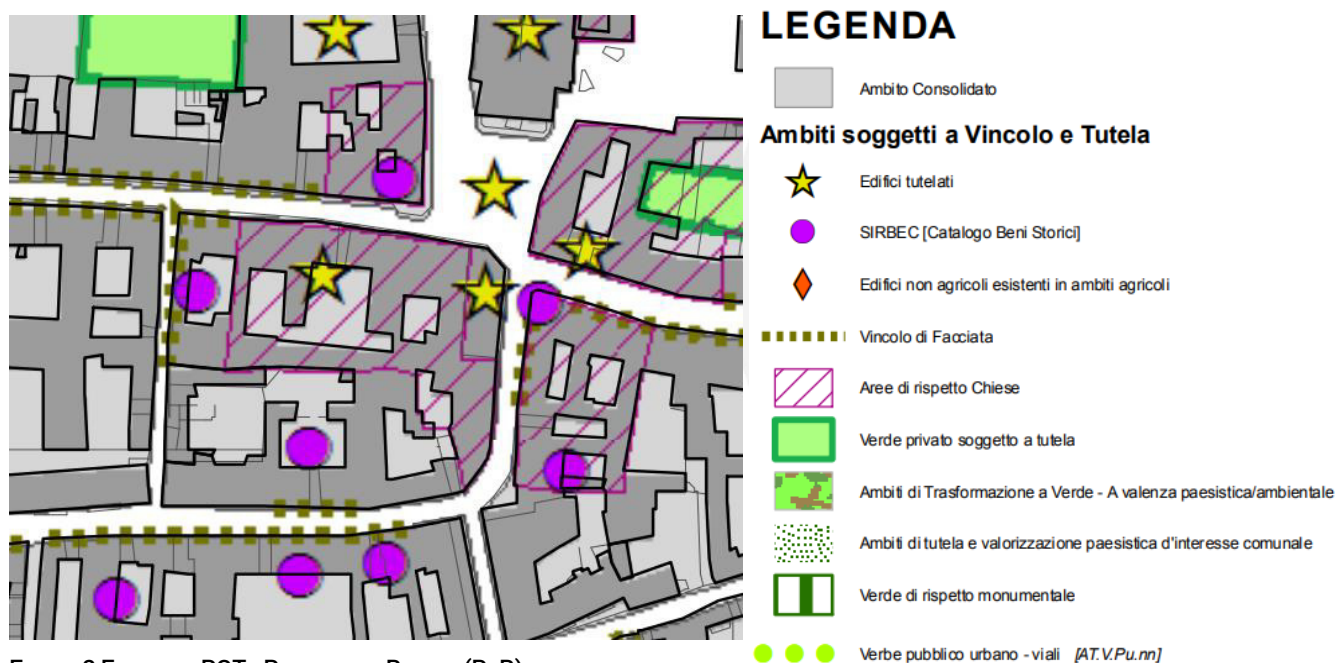 LEGENDA
Ambito Consolidato
Ambiti soggetti a Vincolo e Tutela
Edifici tutelati
SIRBEC [Catalogo Beni Storici]
Edifici non agricoli esistenti in ambiti agricoli
Vincolo di Facciata
Aree di rispetto Chiese
Verde privato soggetto a tutela
Ambiti di Trasformazione a Verde - A valenza paesistica/ambientale
Ambiti di tutela e valorizzazione paesistica d'interesse comunale
Verde di rispetto monumentale
Verbe pubblico urbano - viali [AT.V.Pu.nn]